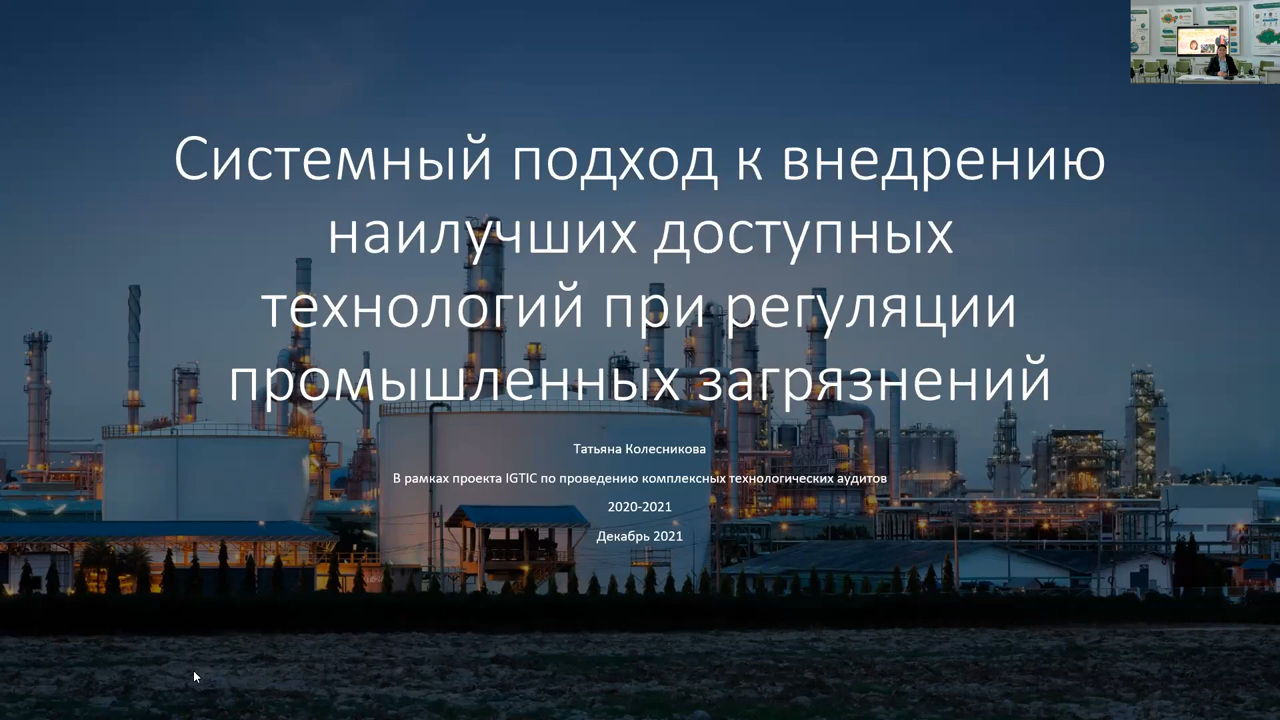 Системный подход к внедрению
наилучших доступных
технологий при регуляции
промышленных загрязнений
Татьяна Колесникова
В рамках проекта IGTIC по проведению комплексных технологических аудитов
2020-2021
Декабрь 2021